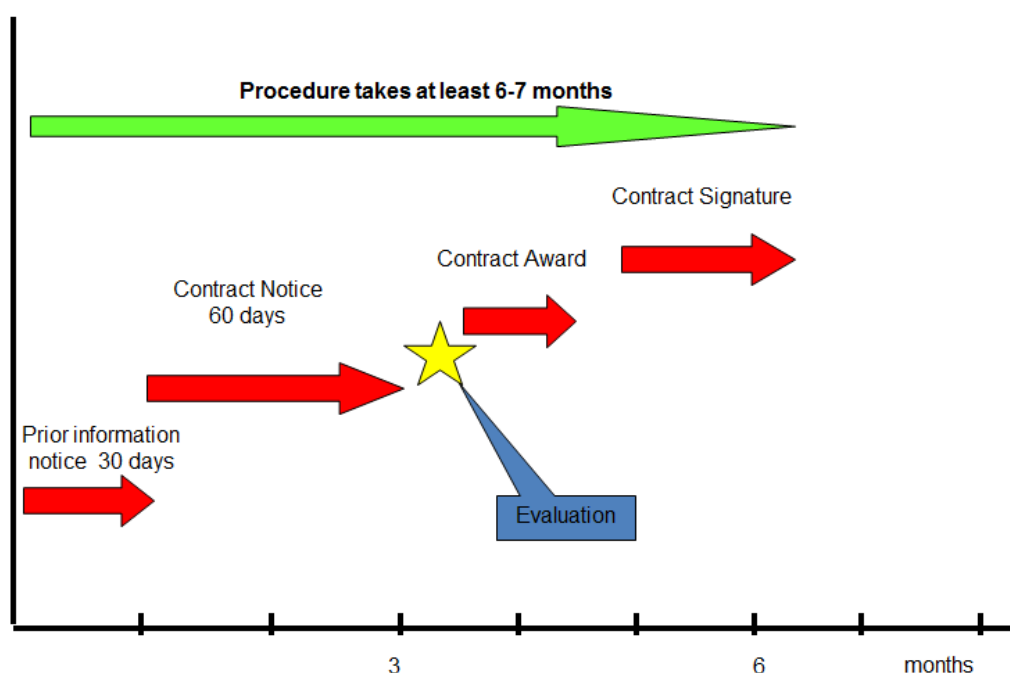 Procedure takes at least 6-7 months
Contract Signature
Contract Award
Contract Notice
60 days
Prior information
notice 30 days
Evaluation
3
6
months